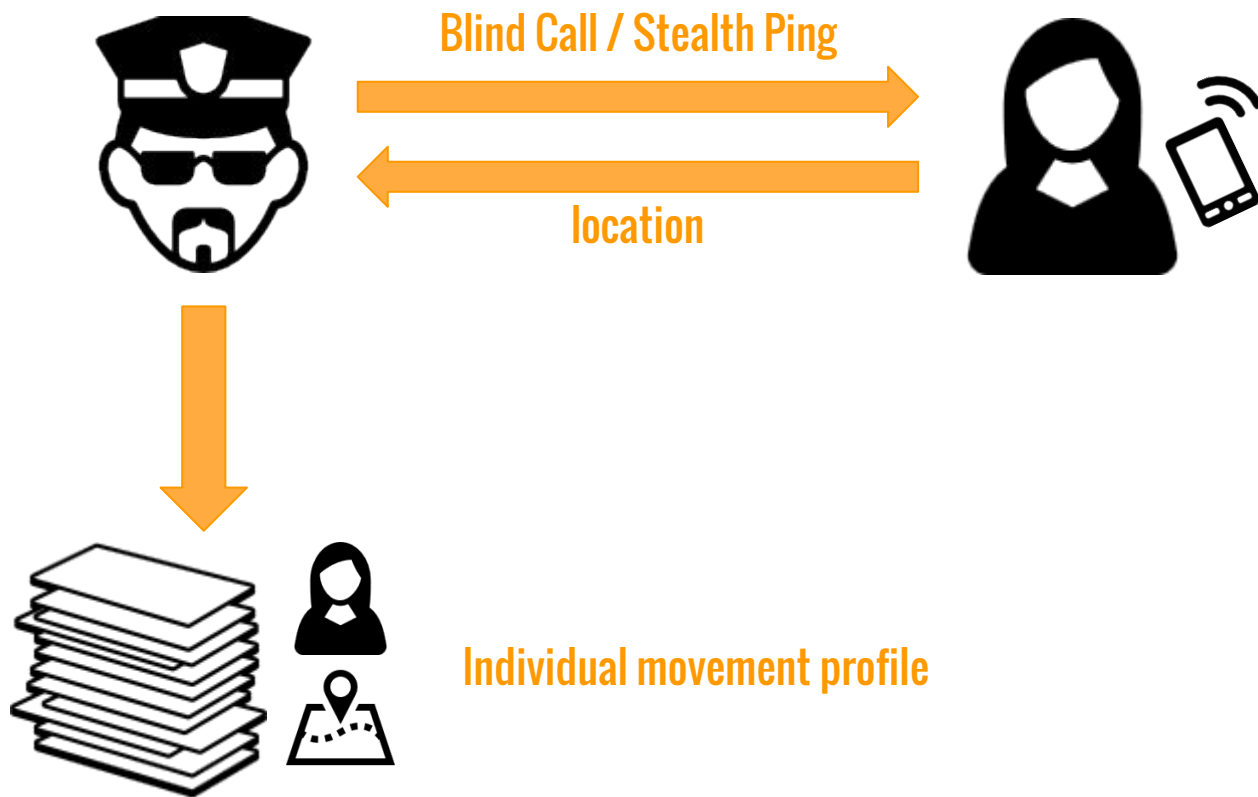 Blind Call / Stealth Ping
location
Individual movement profile